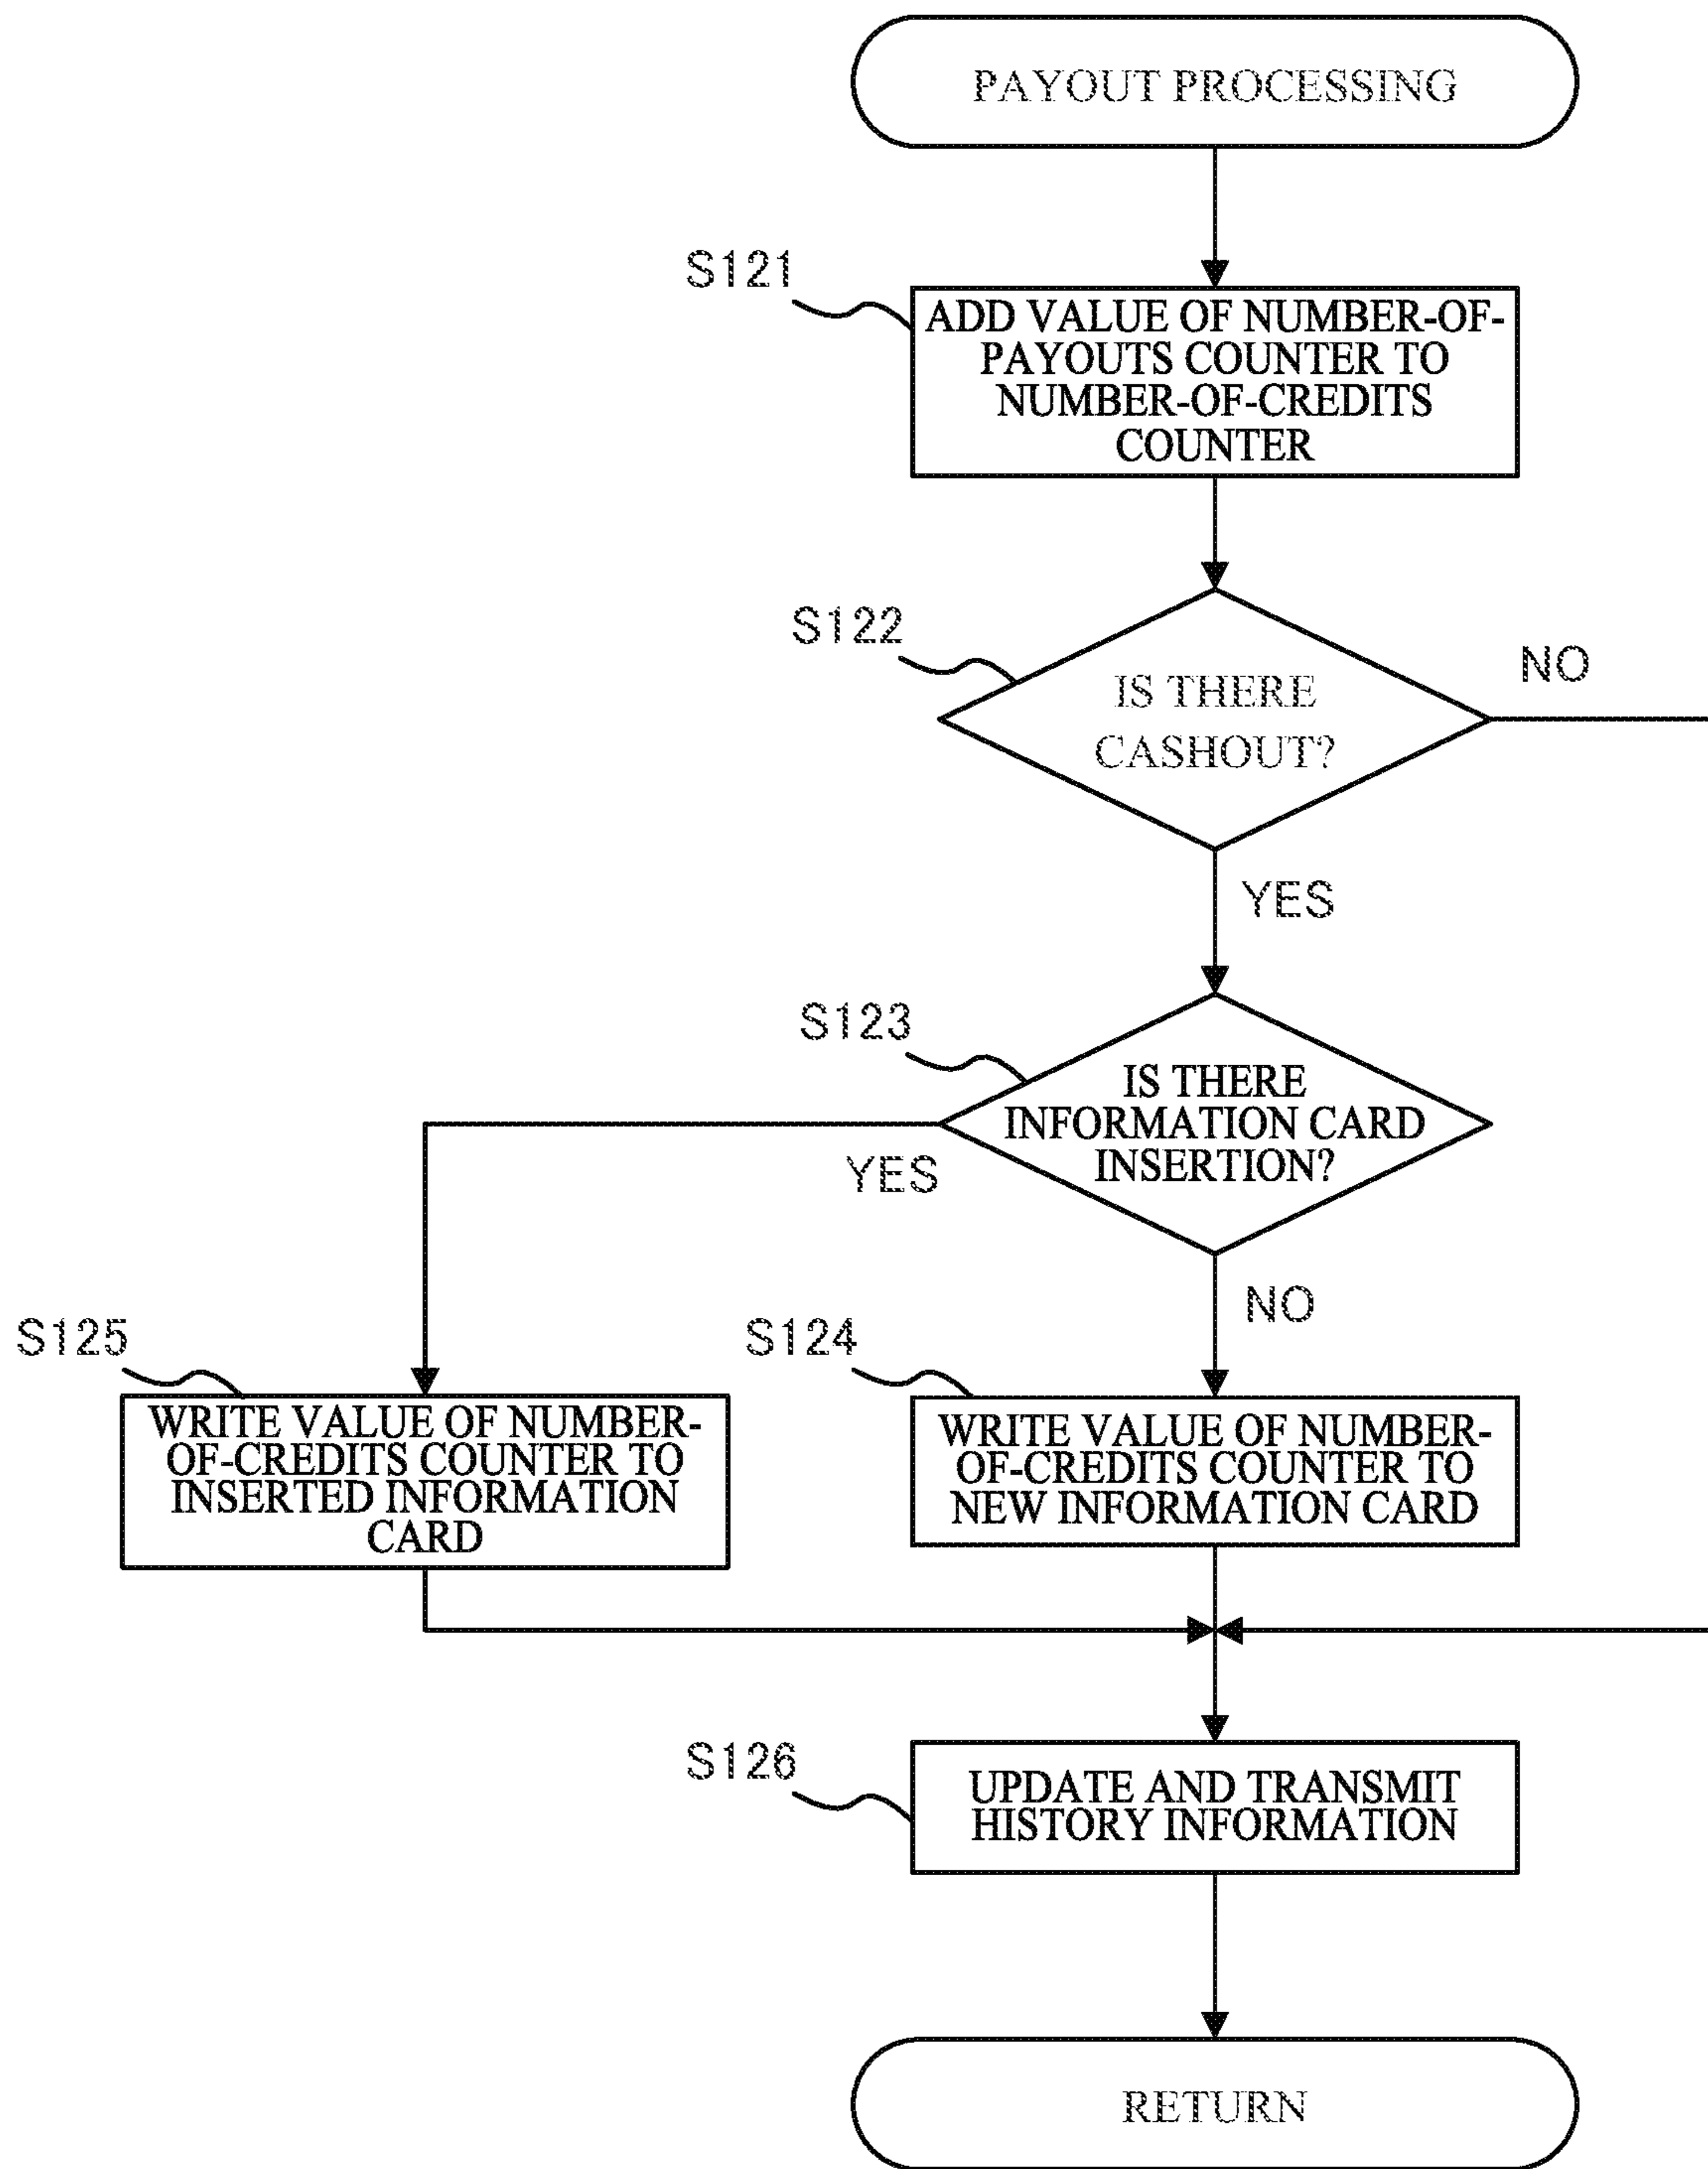 PAYOUT PROCESSING
S121
ADD VALUE OF NUMBER-OF-
PAYOUTS COUNTER TO
NUMBER-OF-CREDITS
COUNTER
S122
IS THERE
CASHOUT?
NO
YES
S123
IS THERE
INFORMATION CARD
INSERTION?
YES
NO
S125
WRITE VALUE OF NUMBER-
OF-CREDITS COUNTER TO
INSERTED INFORMATION
CARD
S124
WRITE VALUE OF NUMBER-
OF-CREDITS COUNTER TO
NEW INFORMATION CARD
S126
UPDATE AND TRANSMIT
HISTORY INFORMATION
RETURN